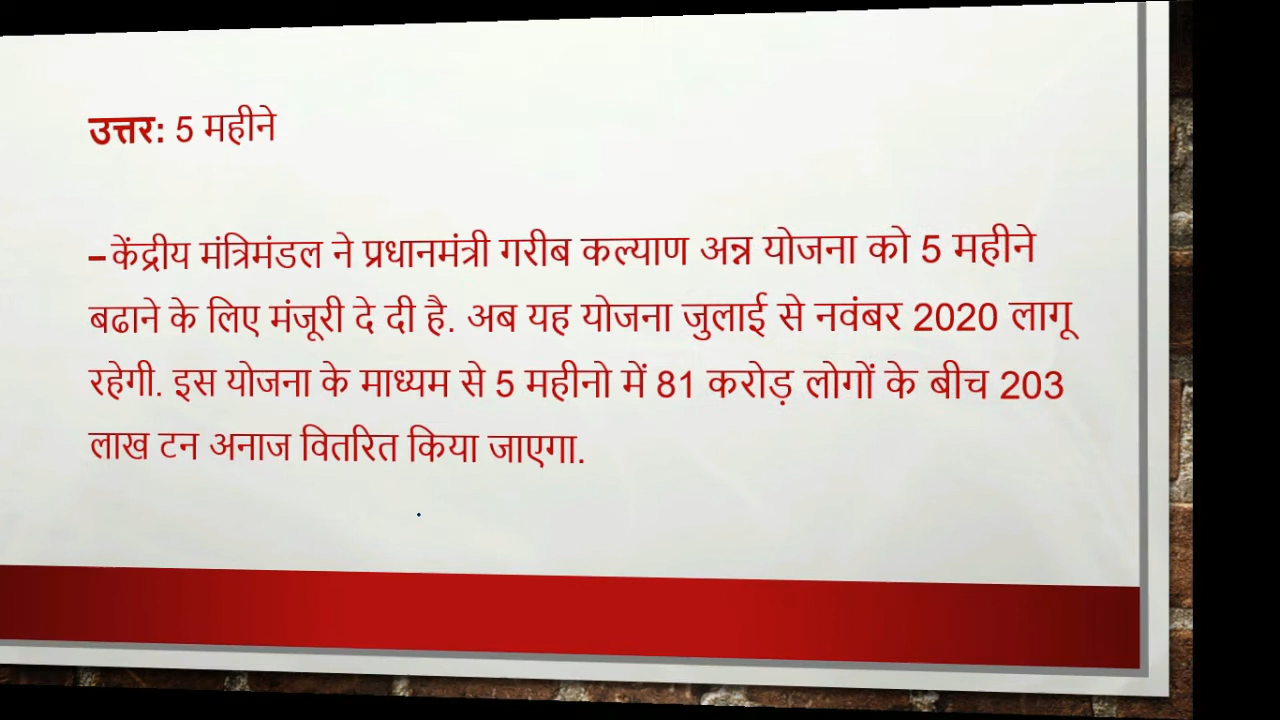 उत्तर: 5 महीने
–केंद्रीय मंत्रिमंडल ने प्रधानमंत्री गरीब कल्याण अन्न योजना को 5 महीने
बढाने के लिए मंजूरी दे दी है. अब यह योजना जुलाई से नवंबर 2020 लागू
रहेगी. इस योजना के माध्यम से 5 महीनो में 81 करोड़ लोगों के बीच 203
लाख टन अनाज वितरित किया जाएगा.